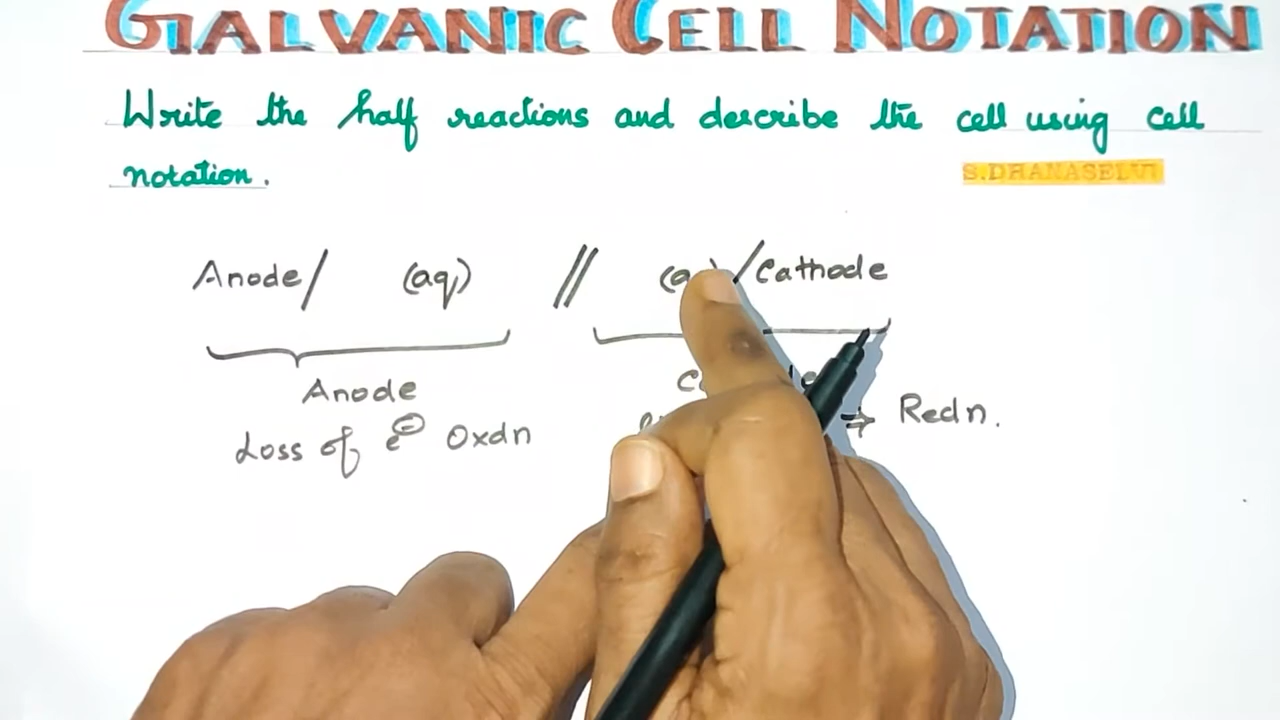 GALVANIC CELL NOTATION
Write the half reactions and describe the cell using cell
notation.
S.DHANASELVI
Anode/ (aq) // /Cathode
Anode
Loss of e⊖ Oxdn → Redn.